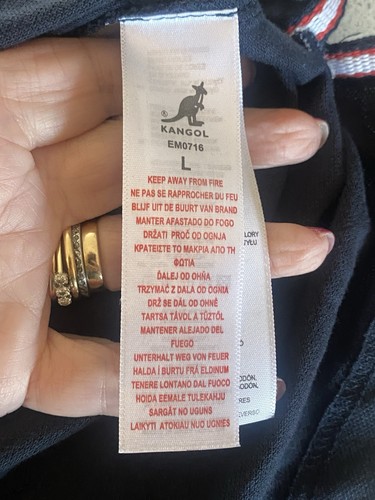 ®
KANGOL
EM0716
L
KEEP AWAY FROM FIRE
NE PAS SE RAPPROCHER DU FEU
BLIJF UIT DE BUURT VAN BRAND
MANTER AFASTADO DO FOGO
DRŽATI PROČ OD OGNJA
ΚΡΑΤΕΙΣΤΕ ΤΟ ΜΑΚΡΙΑ ΑΠΟ ΤΗ
ΦΩΤΙΑ
ĎALEJ OD OHŇA
TRZYMAĆ Z DALA OD OGNIA
DRŽ SE DÁL OD OHNĚ
TARTSA TÁVOL A TŰZTŐL
MANTENER ALEJADO DEL
FUEGO
UNTERHALT WEG VON FEUER
HALDA Í BURTU FRÁ ELDINUM
TENERE LONTANO DAL FUOCO
HOIDA EEMALE TULEKAHJU
SARGĀT NO UGUNS
LAIKYTI ATOKIAU NUO UGNIES